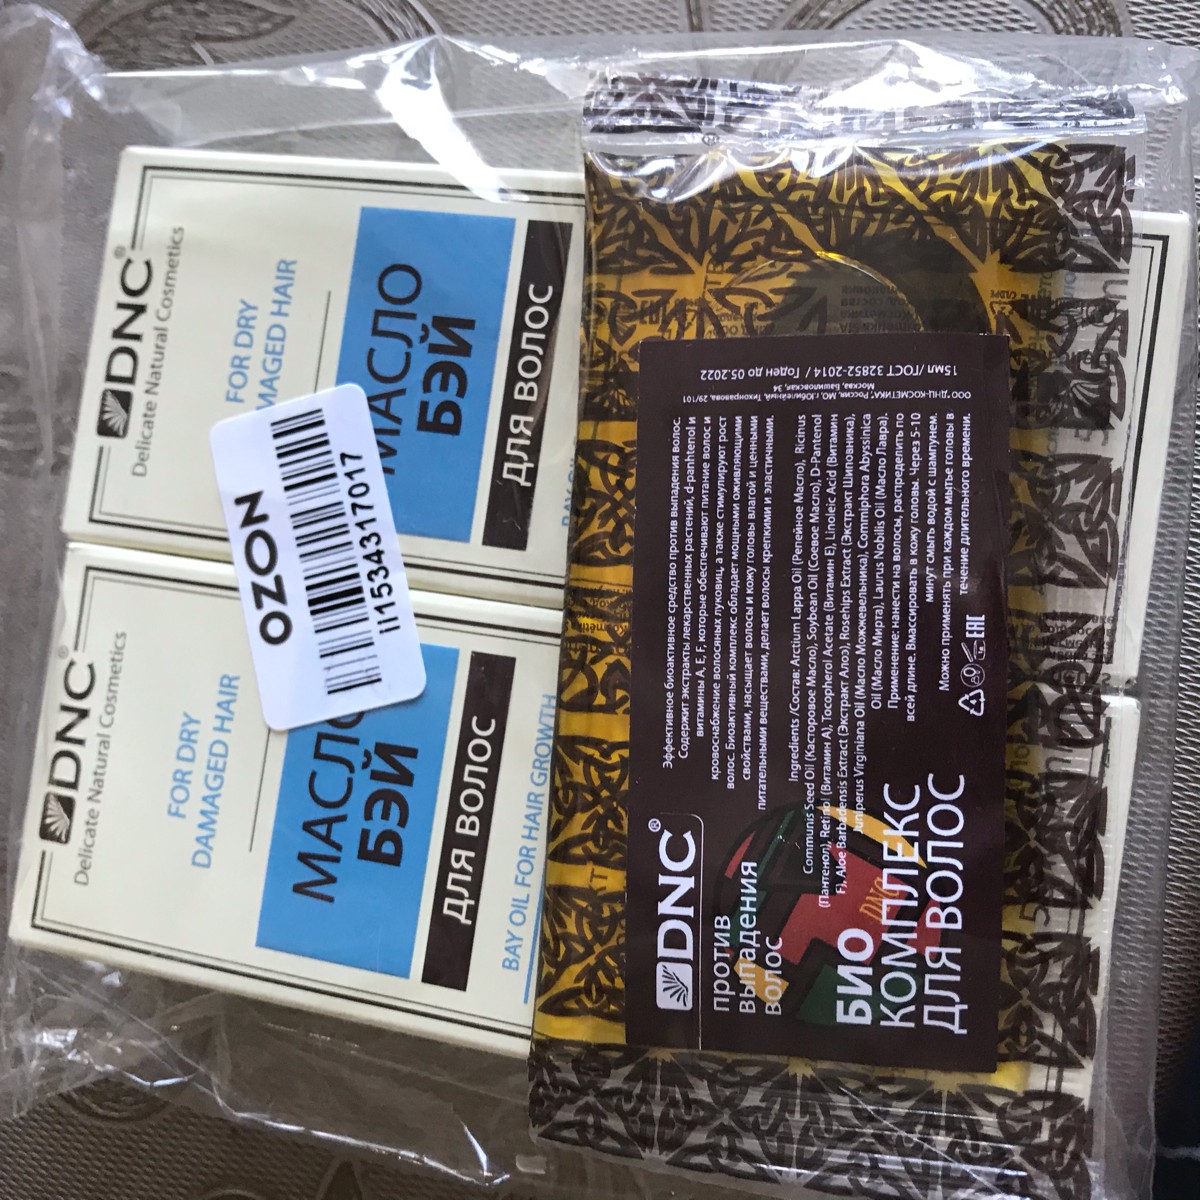 DNC®
Delicate Natural Cosmetics
FOR DRY
MAGED HAIR
МАСЛО
БЭЙ
ДЛЯ ВОЛОС
OZON
ii1534317017
DNC®
Delicate Natural Cosmetics
FOR DRY
DAMAGED HAIR
МАСЛО
БЭЙ
ДЛЯ ВОЛОС
BAY OIL FOR HAIR GROWTH
DNC®
против
выпадения
волос
БИО
КОМПЛЕКС
ДЛЯ ВОЛОС
Эффективное биоактивное средство против выпадения волос.
Содержит экстракты лекарственных растений, d-panhtenol и
витамины А, Е, F, которые обеспечивают питание волос и
кровоснабжение волосяных луковиц, а также стимулируют рост
волос. Биоактивный комплекс обладает мощными оживляющими
свойствами, насыщает волосы и кожу головы влагой и ценными
питательными веществами, делает волосы крепкими и эластичными.
Ingredients /Состав: Arctium Lappa Oil (Репейное Масло), Ricinus
Communis Seed Oil (Касторовое Масло), Soybean Oil (Соевое Масло), D-Pantenol
(Пантенол), Retinol (Витамин А), Tocopherol Acetate (Витамин Е), Linoleic Acid (Витамин
F), Aloe Barbadensis Extract (Экстракт Алоэ), Rosehips Extract (Экстракт Шиповника),
Juniperus Virginiana Oil (Масло Можжевельника), Commiphora Abyssinica
Oil (Масло Мирта), Laurus Nobilis Oil (Масло Лавра).
Применение: нанести на волосы, распределить по
всей длине. Вмассировать в кожу головы. Через 5-10
минут смыть водой с шампунем.
Можно применять при каждом мытье головы в
течение длительного времени.
ООО „ДНЦ-КОСМЕТИКА", Россия, МО, г.Юбилейный, Тихонравова, 29/101
Москва, Башиловская, 34
15мл /ГОСТ 32852-2014 / Годен до 05.2022
EAC